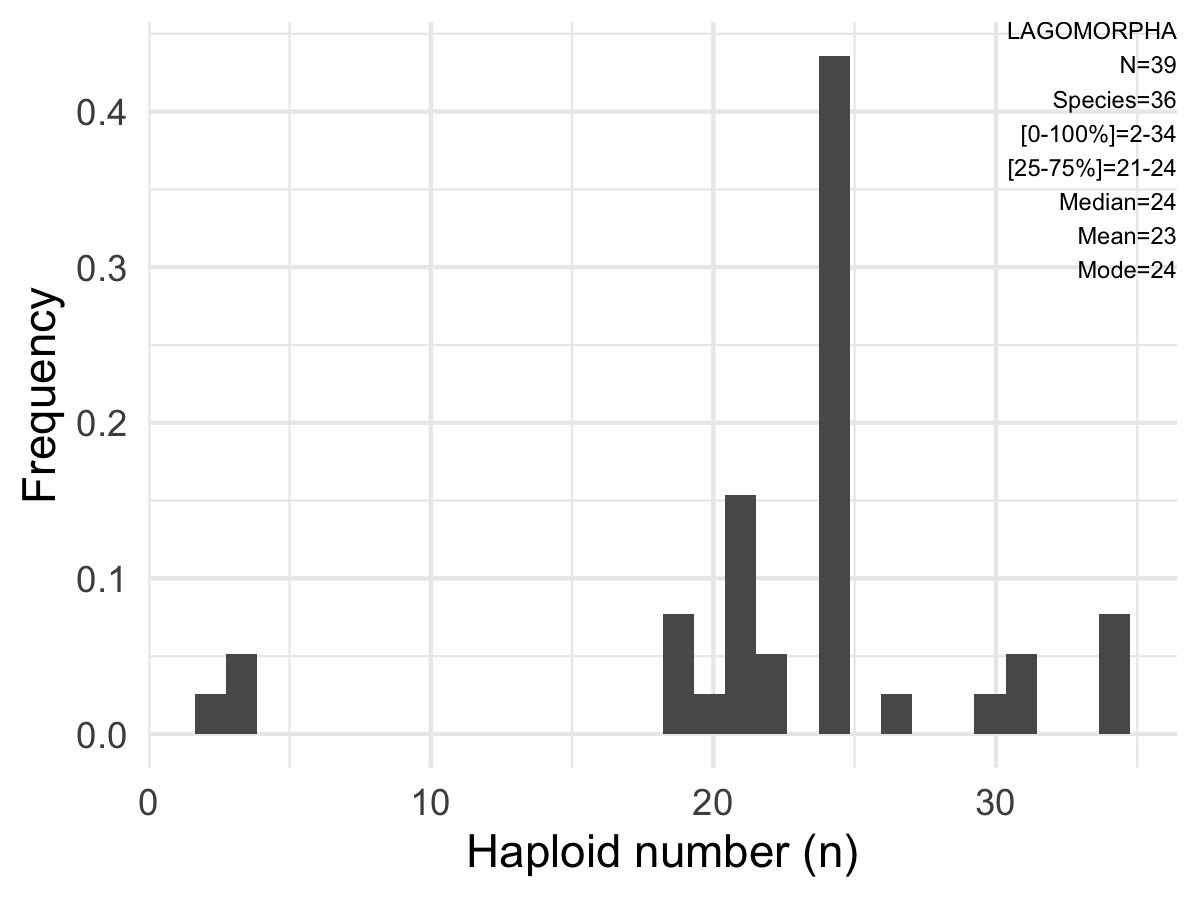 LAGOMORPHA
N=39
Species=36
[0-100%]=2-34
[25-75%]=21-24
Median=24
Mean=23
Mode=24
Frequency
0.4
0.3
0.2
0.1
0.0
0 10 20 30
Haploid number (n)